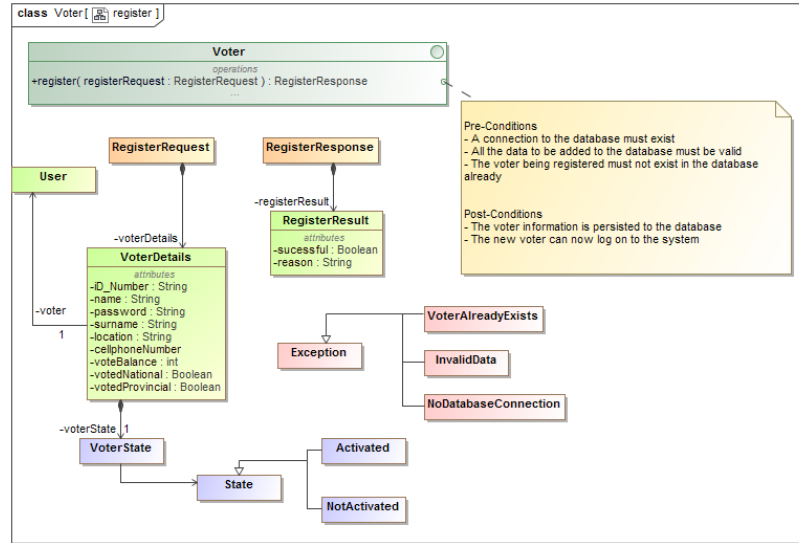 class Voter [ register ]
Voter
operations
+register( registerRequest : RegisterRequest ) : RegisterResponse
...
Pre-Conditions
- A connection to the database must exist
- All the data to be added to the database must be valid
- The voter being registered must not exist in the database
already
Post-Conditions
- The voter information is persisted to the database
- The new voter can now log on to the system
RegisterRequest
RegisterResponse
User
-registerResult
RegisterResult
attributes
-sucessful : Boolean
-reason : String
-voterDetails
VoterDetails
attributes
-iD_Number : String
-name : String
-password : String
-surname : String
-location : String
-cellphoneNumber
-voteBalance : int
-votedNational : Boolean
-votedProvincial : Boolean
-voter
1
Exception
VoterAlreadyExists
InvalidData
NoDatabaseConnection
-voterState 1
VoterState
State
Activated
NotActivated